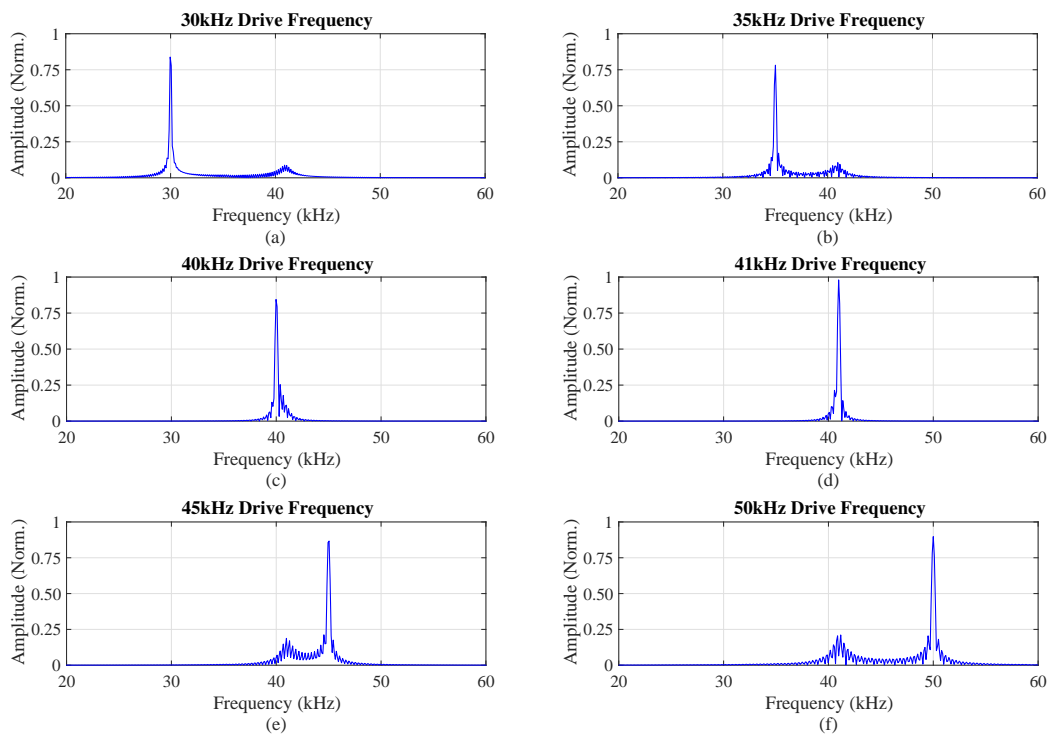 30kHz Drive Frequency
Amplitude (Norm.)
1
0.75
0.50
0.25
0
20 30 40 50 60
Frequency (kHz)
(a)
35kHz Drive Frequency
Amplitude (Norm.)
1
0.75
0.50
0.25
0
20 30 40 50 60
Frequency (kHz)
(b)
40kHz Drive Frequency
Amplitude (Norm.)
1
0.75
0.50
0.25
0
20 30 40 50 60
Frequency (kHz)
(c)
41kHz Drive Frequency
Amplitude (Norm.)
1
0.75
0.50
0.25
0
20 30 40 50 60
Frequency (kHz)
(d)
45kHz Drive Frequency
Amplitude (Norm.)
1
0.75
0.50
0.25
0
20 30 40 50 60
Frequency (kHz)
(e)
50kHz Drive Frequency
Amplitude (Norm.)
1
0.75
0.50
0.25
0
20 30 40 50 60
Frequency (kHz)
(f)